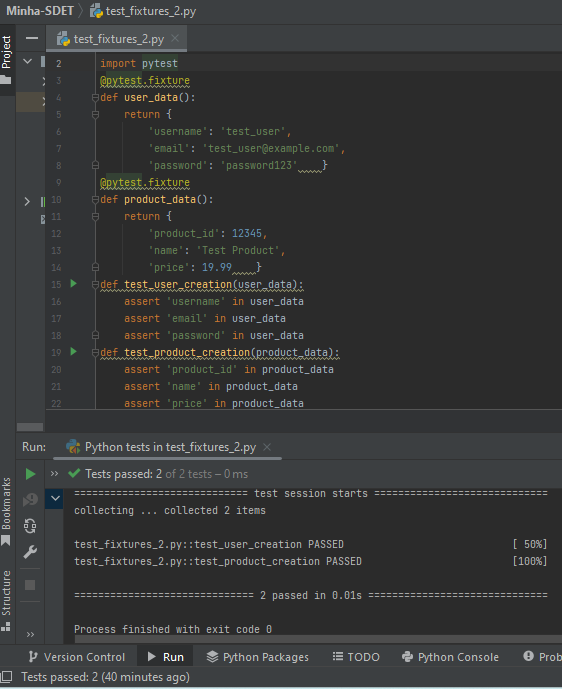 Minha-SDET test_fixtures_2.py
Project
test_fixtures_2.py
2 import pytest
3 @pytest.fixture
4 def user_data():
5     return {
6         'username': 'test_user',
7         'email': 'test_user@example.com',
8         'password': 'password123'    }
9 @pytest.fixture
10 def product_data():
11     return {
12         'product_id': 12345,
13         'name': 'Test Product',
14         'price': 19.99    }
15 def test_user_creation(user_data):
16     assert 'username' in user_data
17     assert 'email' in user_data
18     assert 'password' in user_data
19 def test_product_creation(product_data):
20     assert 'product_id' in product_data
21     assert 'name' in product_data
22     assert 'price' in product_data
Run: Python tests in test_fixtures_2.py
Tests passed: 2 of 2 tests – 0 ms
============================= test session starts =============================
collecting ... collected 2 items
test_fixtures_2.py::test_user_creation PASSED [ 50%]
test_fixtures_2.py::test_product_creation PASSED [100%]
============================== 2 passed in 0.01s ==============================
Process finished with exit code 0
Bookmarks
Structure
Version Control Run Python Packages TODO Python Console Prob
Tests passed: 2 (40 minutes ago)